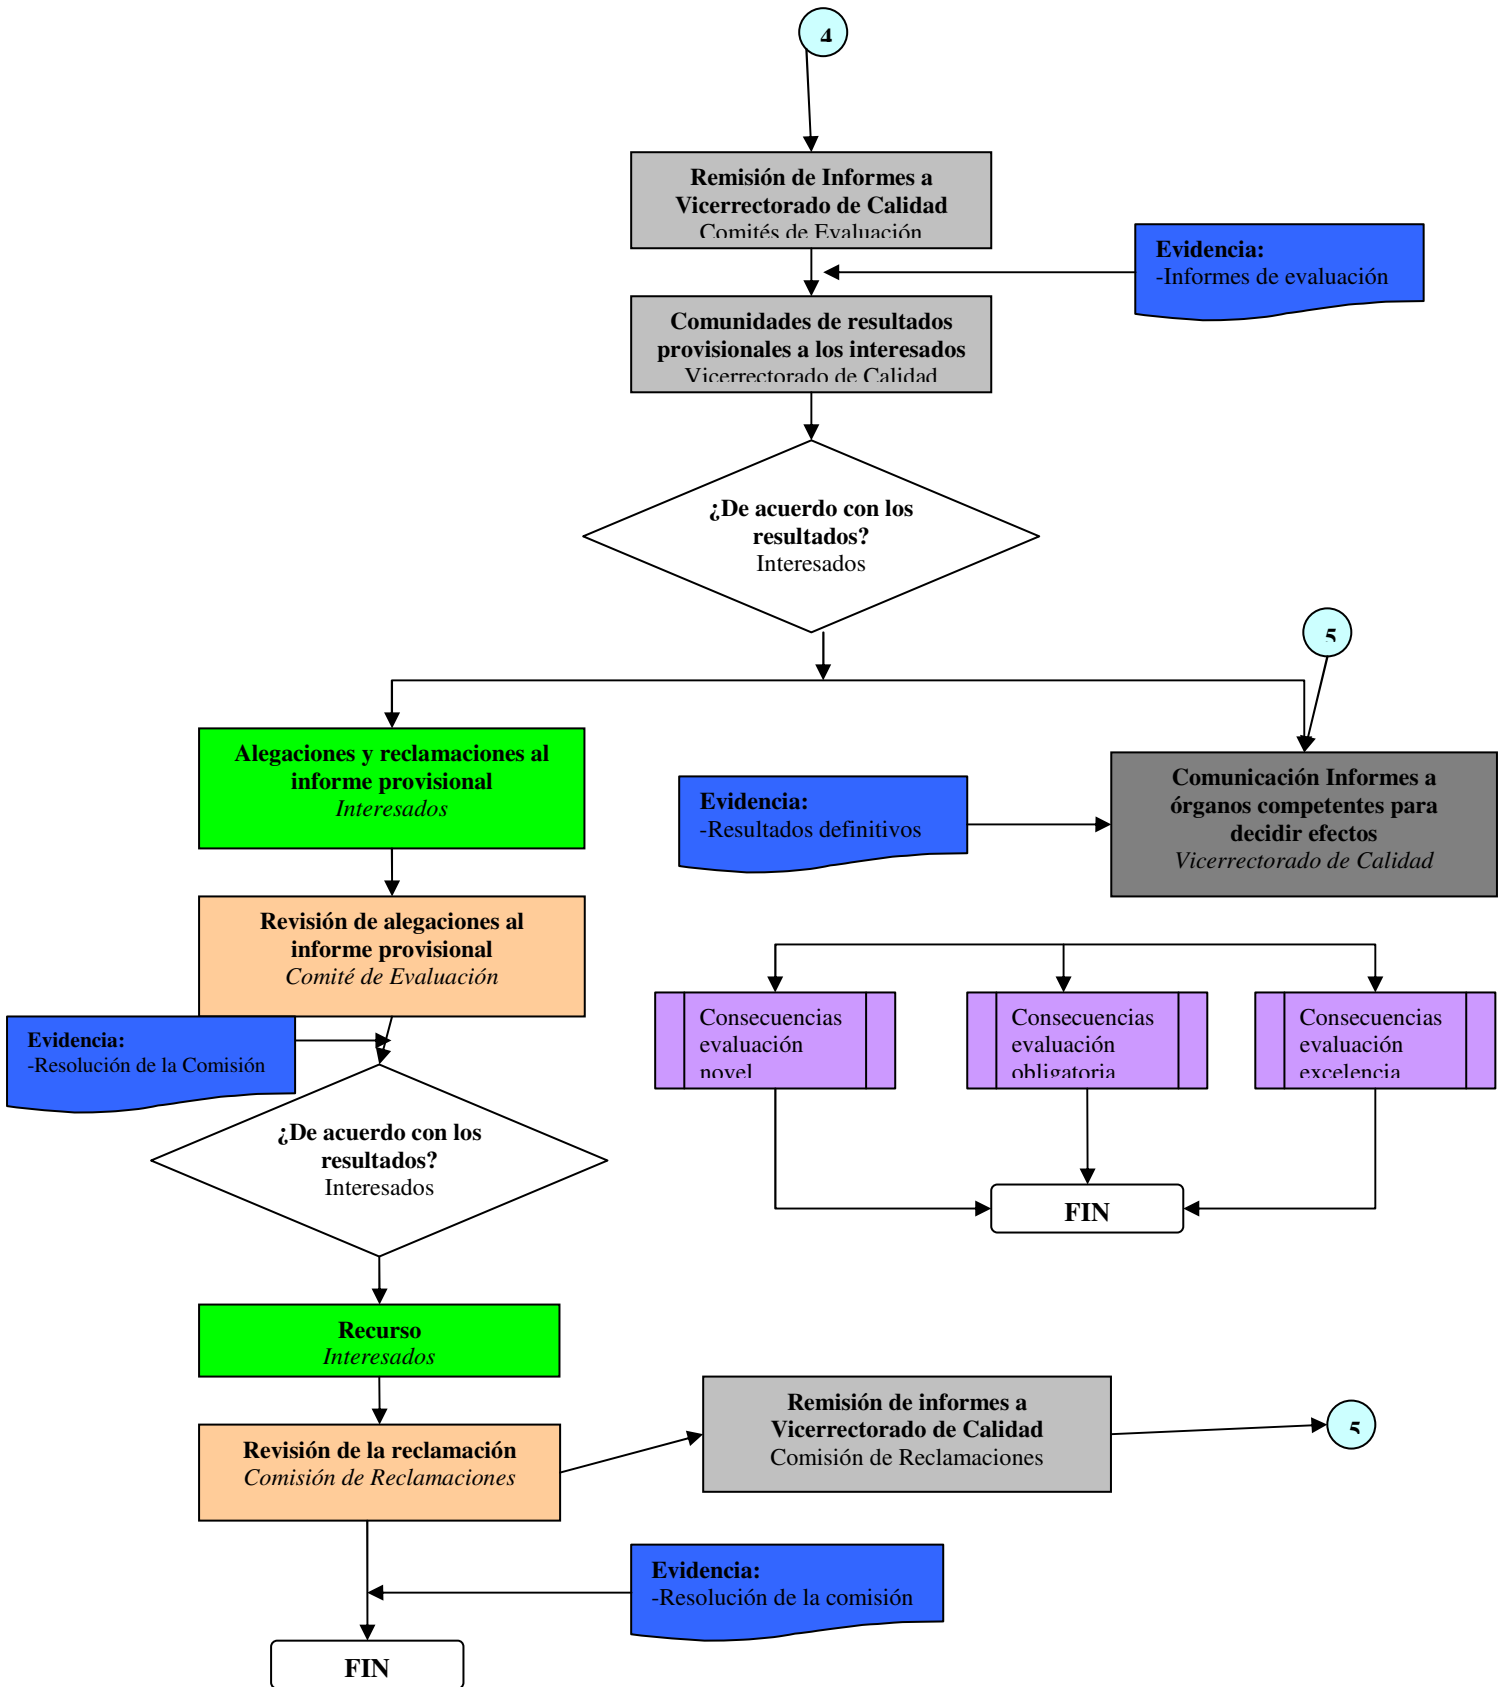 4
Remisión de Informes a
Vicerrectorado de Calidad
Comités de Evaluación
Evidencia:
-Informes de evaluación
Comunidades de resultados
provisionales a los interesados
Vicerrectorado de Calidad
¿De acuerdo con los
resultados?
Interesados
5
Alegaciones y reclamaciones al
informe provisional
Interesados
Evidencia:
-Resultados definitivos
Comunicación Informes a
órganos competentes para
decidir efectos
Vicerrectorado de Calidad
Revisión de alegaciones al
informe provisional
Comité de Evaluación
Consecuencias
evaluación
novel
Consecuencias
evaluación
obligatoria
Consecuencias
evaluación
excelencia
Evidencia:
-Resolución de la Comisión
¿De acuerdo con los
resultados?
Interesados
FIN
Recurso
Interesados
Remisión de informes a
Vicerrectorado de Calidad
Comisión de Reclamaciones
5
Revisión de la reclamación
Comisión de Reclamaciones
Evidencia:
-Resolución de la comisión
FIN